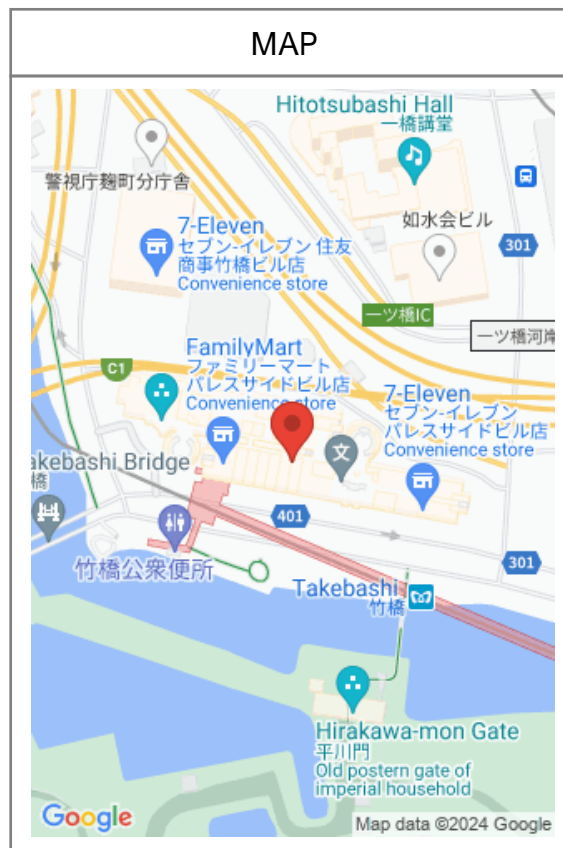 MAP
Hitotsubashi Hall
一橋講堂
警視庁麹町分庁舎
7-Eleven
セブン-イレブン 住友
商事竹橋ビル店
Convenience store
如水会ビル
301
一ツ橋IC
一ツ橋河岸
C1
FamilyMart
ファミリーマート
パレスサイドビル店
Convenience store
7-Eleven
セブン-イレブン
パレスサイドビル店
Convenience store
文
akebashi Bridge
橋
401
301
竹橋公衆便所
Takebashi
竹橋
Hirakawa-mon Gate
平川門
Old postern gate of
imperial household
Google
Map data ©2024 Google